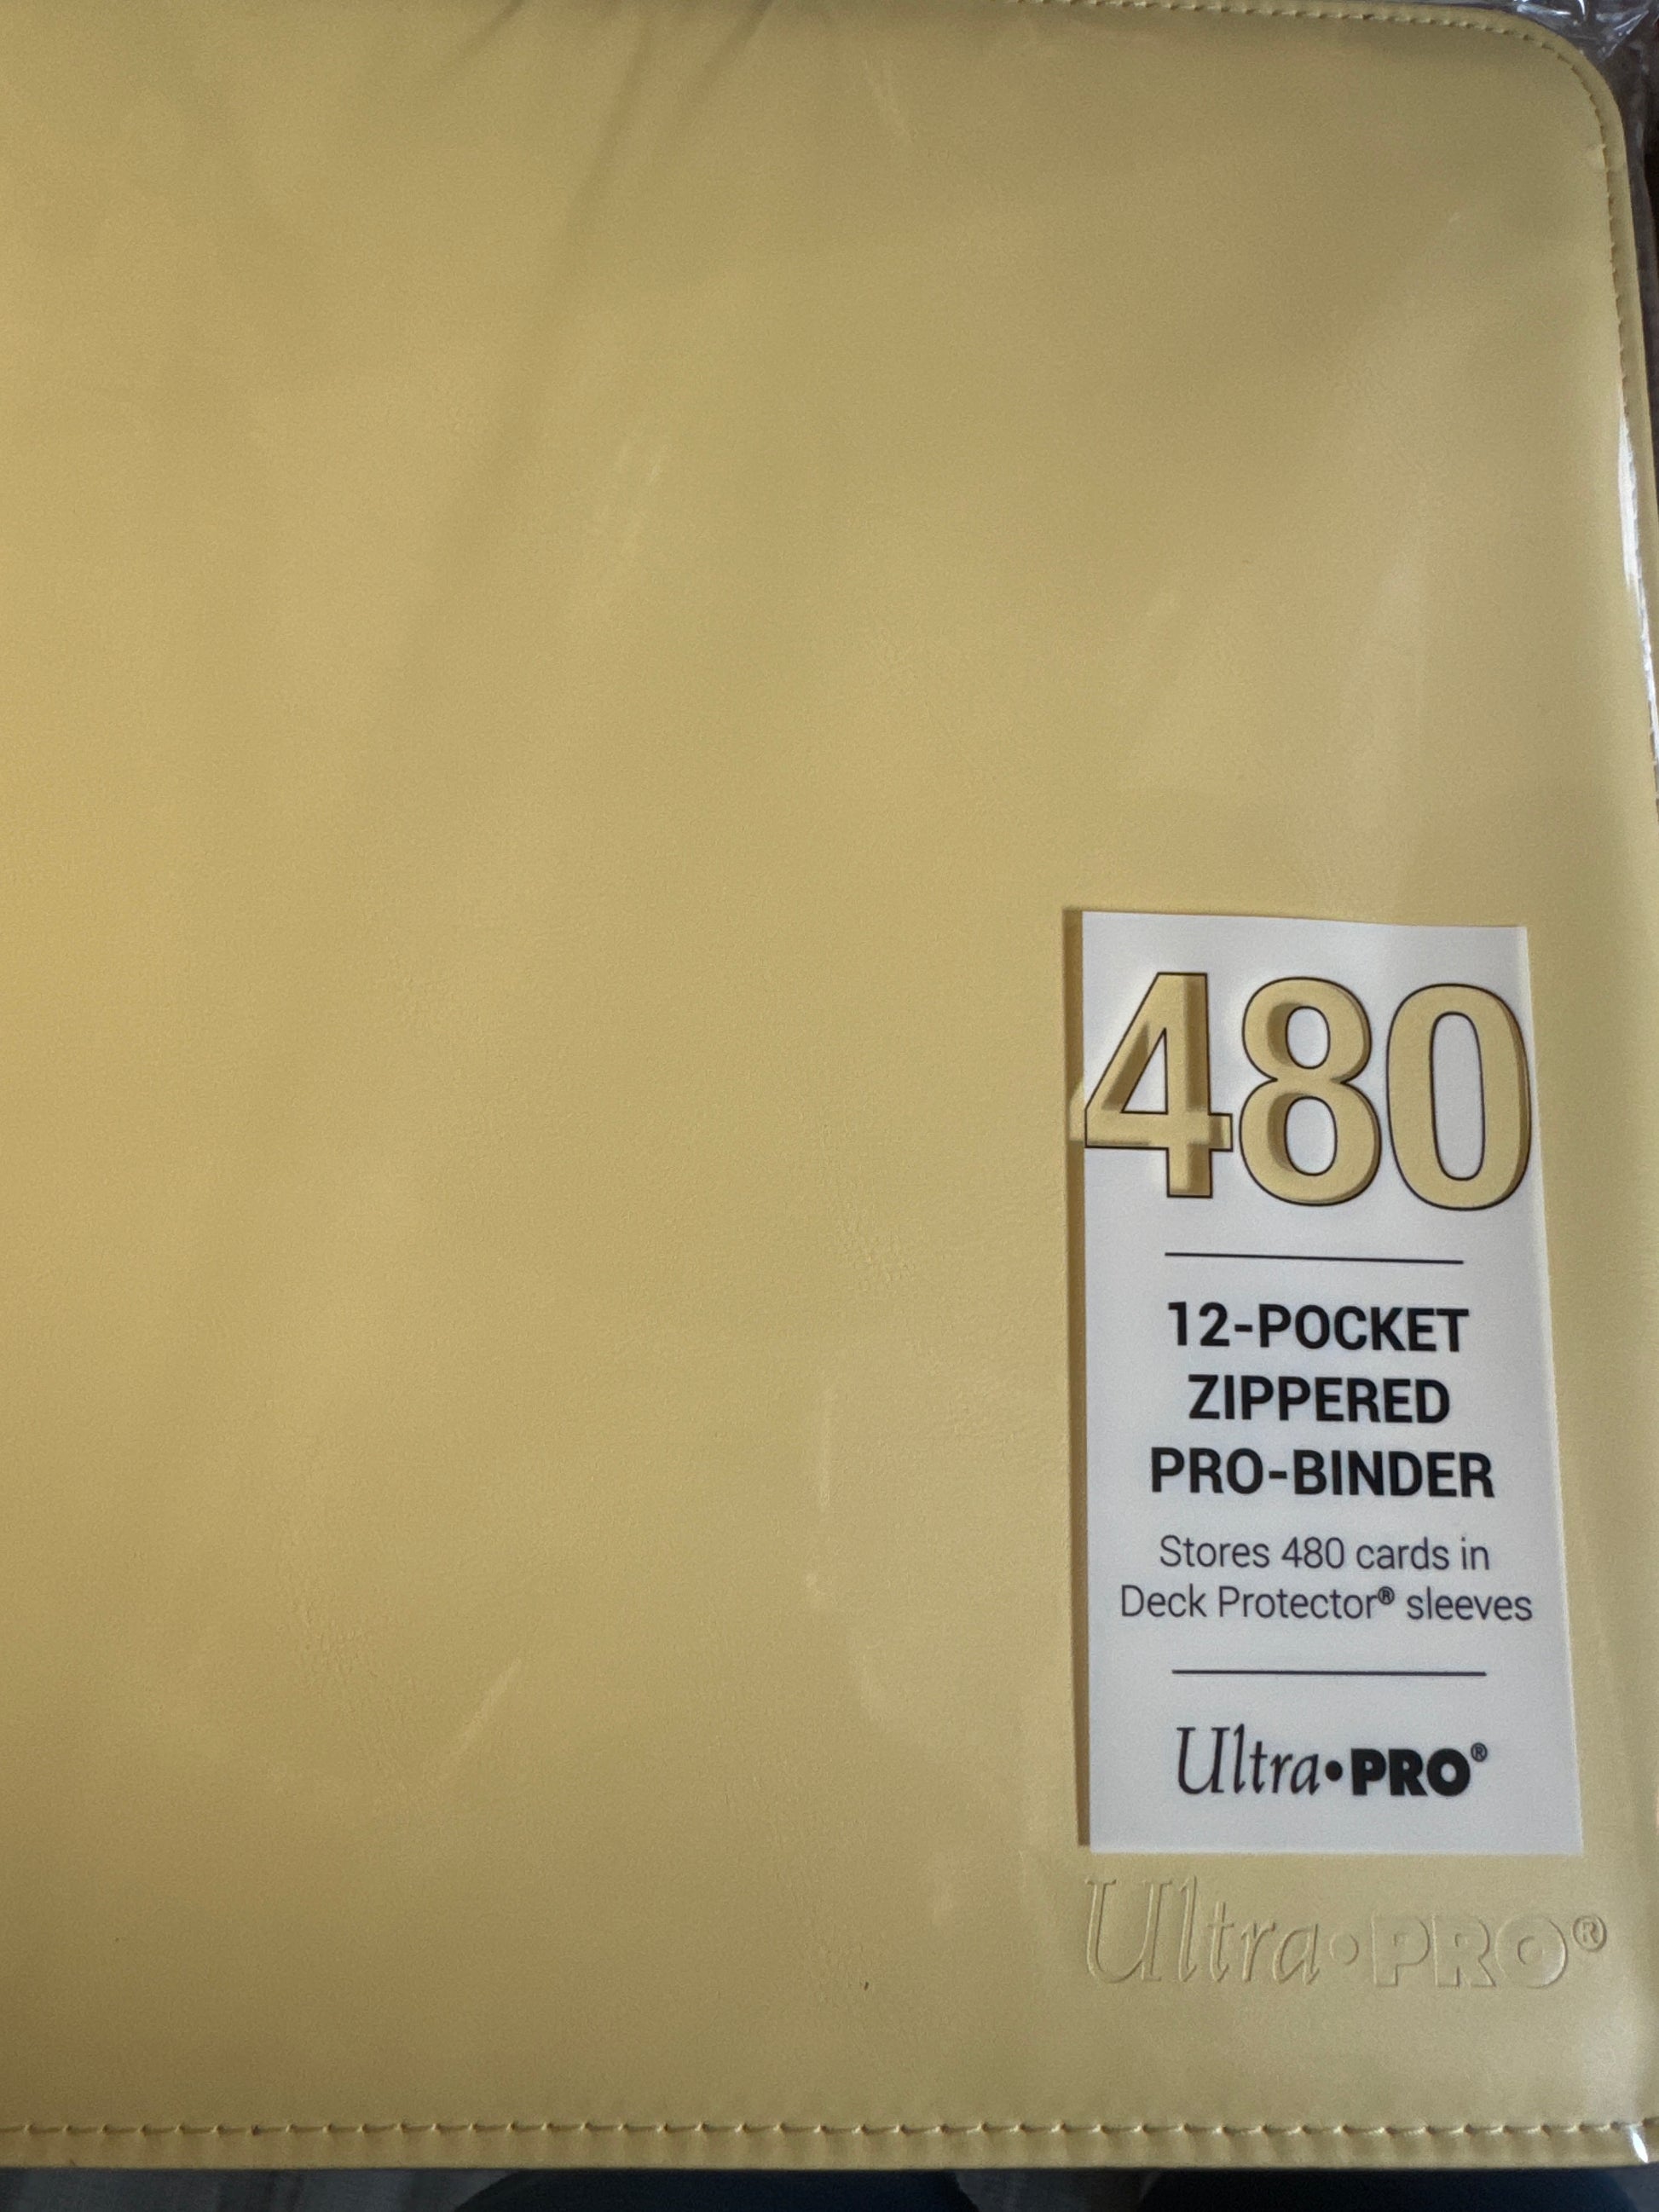 480
12-POCKET
ZIPPERED
PRO-BINDER
Stores 480 cards in
Deck Protector® sleeves
Ultra•PRO®
Ultra•PRO®